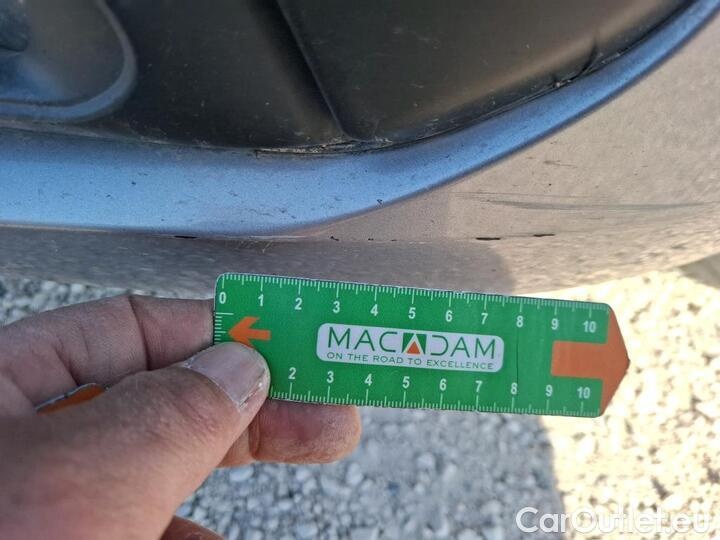 0 1 2 3 4 5 6 7 8 9 10
MACADAM
ON THE ROAD TO EXCELLENCE
2 3 4 5 6 7 8 9 10
CarOutlet.eu